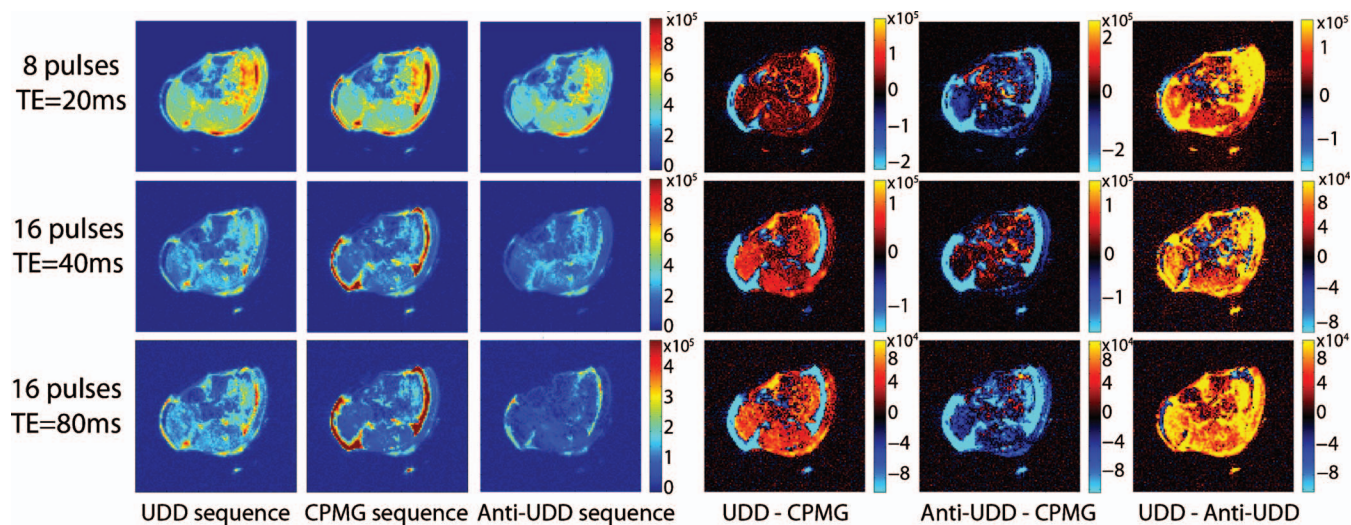 x10⁵
8
6
4
2
0
x10⁵
1
0
-1
-2
x10⁵
2
1
0
-1
-2
x10⁵
1
0
-1
8 pulses
TE=20ms
x10⁵
4
3
2
1
0
x10⁵
1
0
-1
x10⁵
1
0
-1
x10⁴
8
4
0
-4
-8
16 pulses
TE=40ms
x10⁵
4
3
2
1
0
x10⁴
8
4
0
-4
-8
x10⁴
8
4
0
-4
-8
x10⁴
8
4
0
-4
-8
16 pulses
TE=80ms
UDD sequence
CPMG sequence
Anti-UDD sequence
UDD - CPMG
Anti-UDD - CPMG
UDD - Anti-UDD